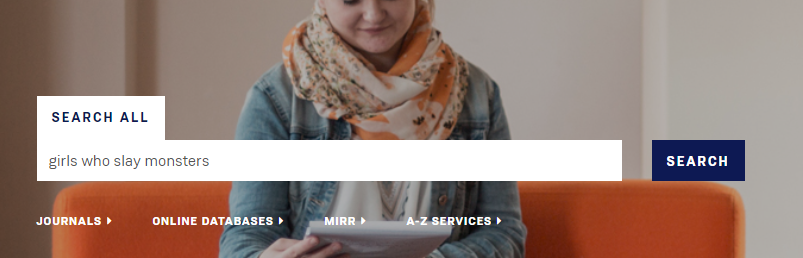 SEARCH ALL
girls who slay monsters
SEARCH
JOURNALS
ONLINE DATABASES
MIRR
A-Z SERVICES